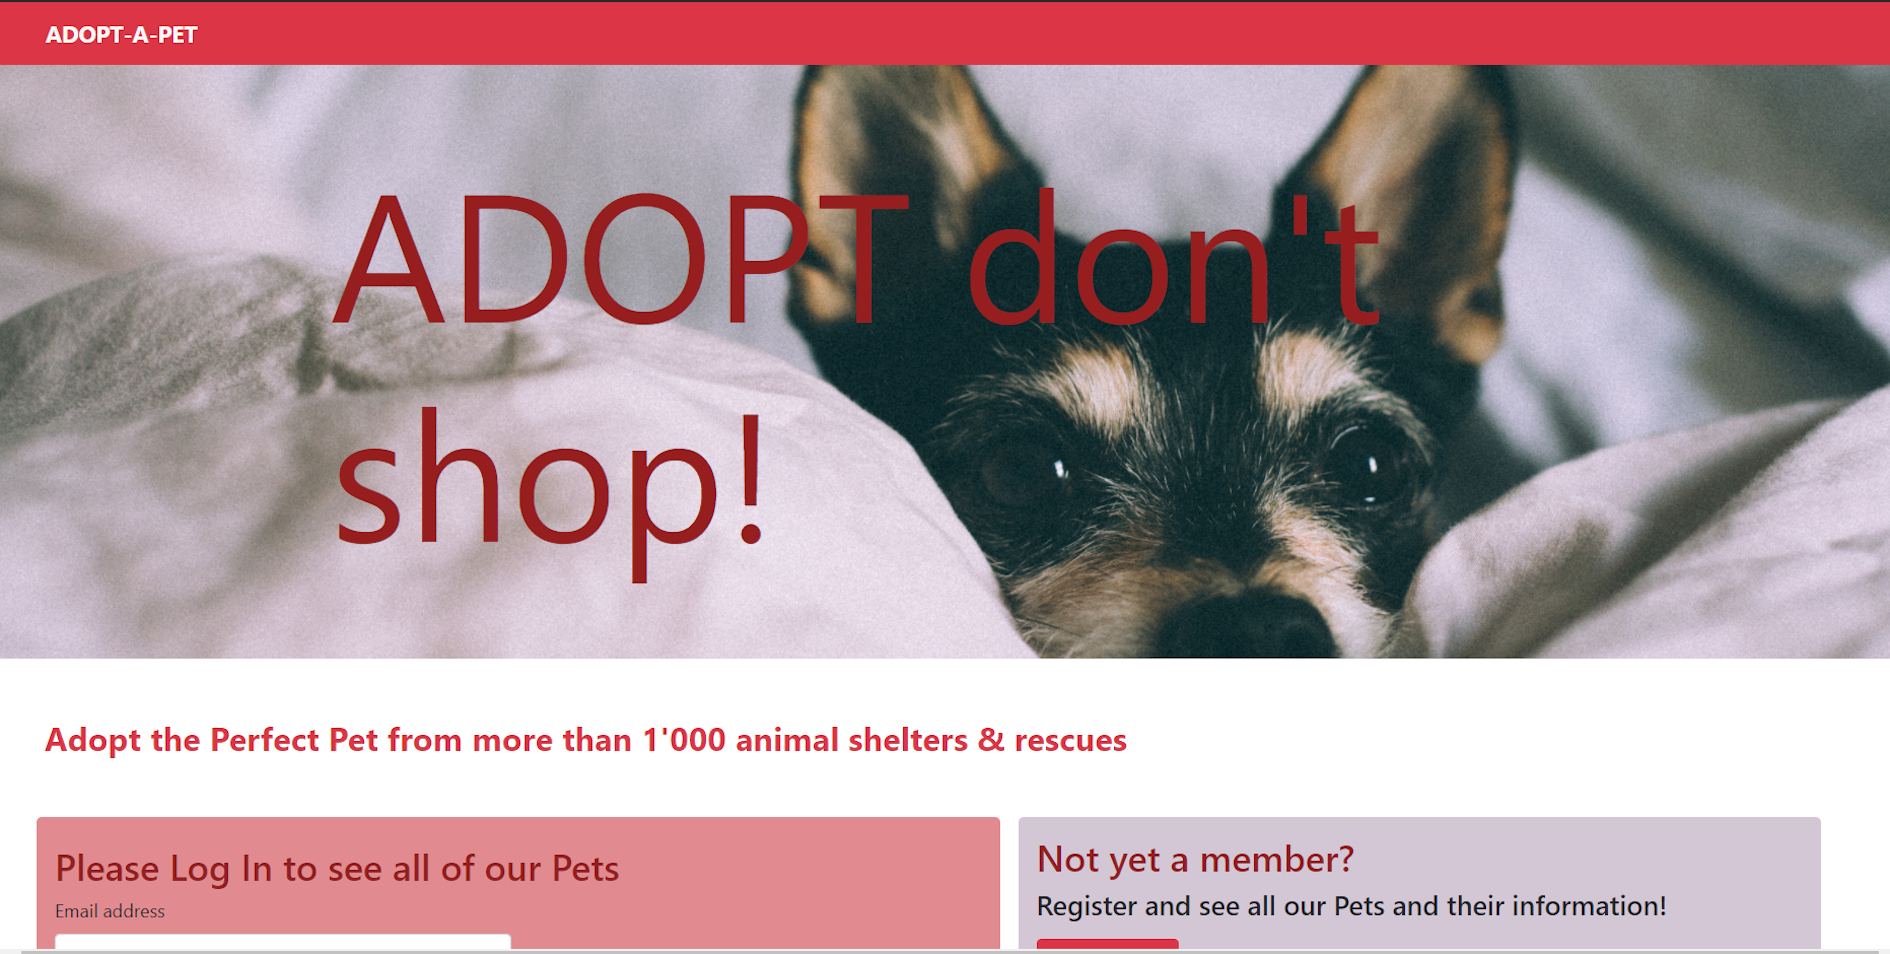 ADOPT-A-PET
ADOPT don't
shop!
Adopt the Perfect Pet from more than 1'000 animal shelters & rescues
Please Log In to see all of our Pets
Email address
Not yet a member?
Register and see all our Pets and their information!